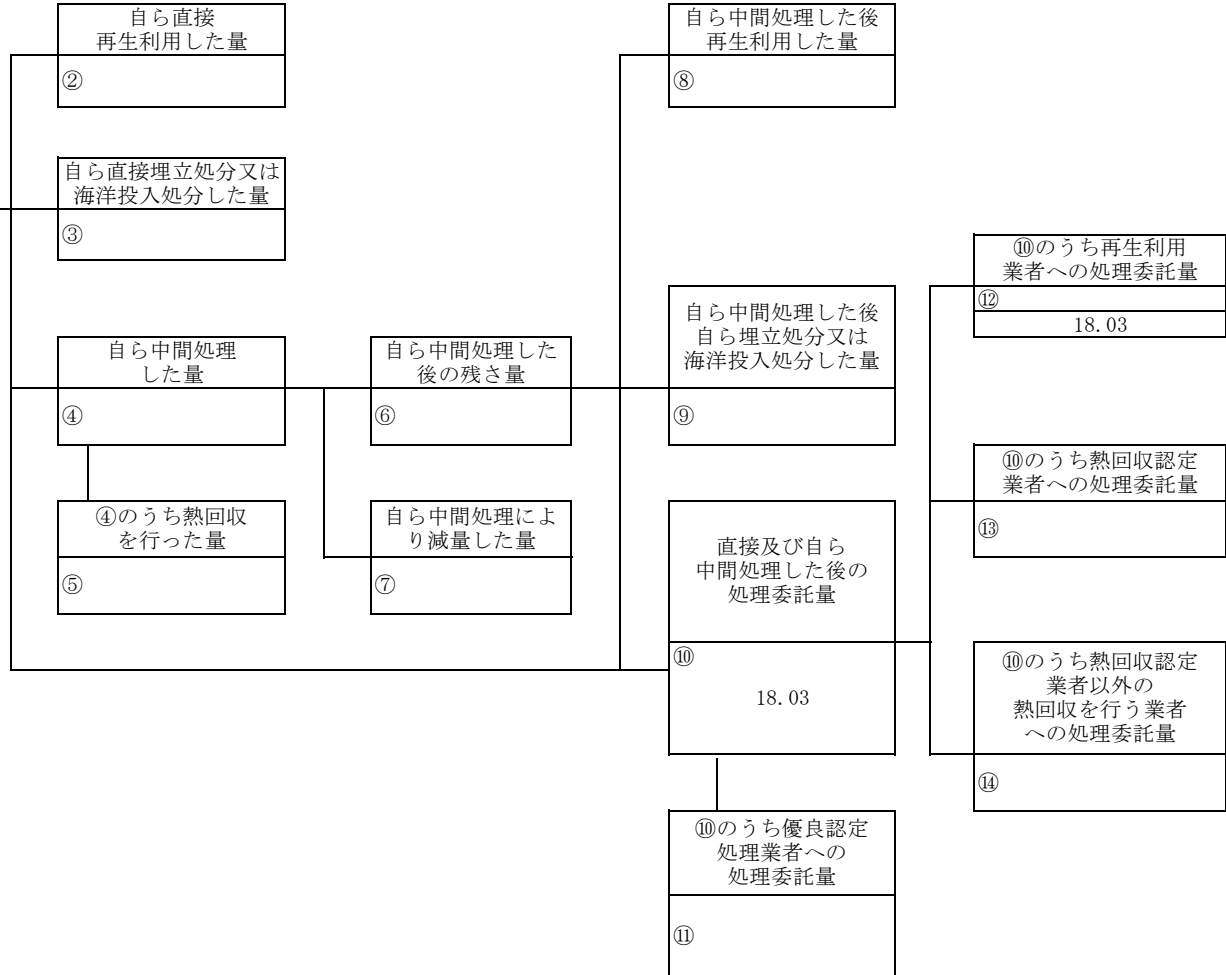 自ら直接
再生利用した量
②
自ら中間処理した後
再生利用した量
⑧
自ら直接埋立処分又は
海洋投入処分した量
③
⑩のうち再生利用
業者への処理委託量
⑫
18.03
自ら中間処理
した量
④
自ら中間処理した
後の残さ量
⑥
自ら中間処理した後
自ら埋立処分又は
海洋投入処分した量
⑨
⑩のうち熱回収認定
業者への処理委託量
⑬
④のうち熱回収
を行った量
⑤
自ら中間処理によ
り減量した量
⑦
直接及び自ら
中間処理した後の
処理委託量
⑩
18.03
⑩のうち熱回収認定
業者以外の
熱回収を行う業者
への処理委託量
⑭
⑩のうち優良認定
処理業者への
処理委託量
⑪